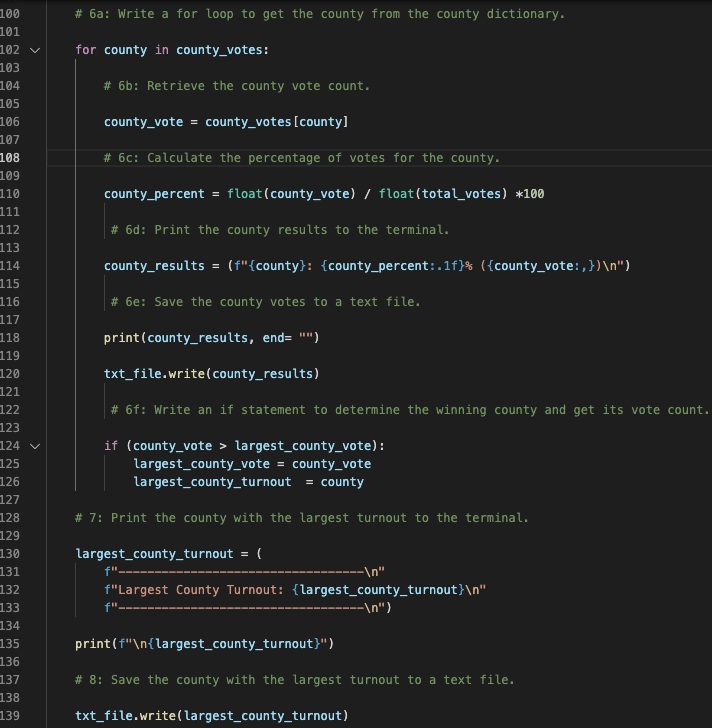 100 # 6a: Write a for loop to get the county from the county dictionary.
101
102 for county in county_votes:
103
104 # 6b: Retrieve the county vote count.
105
106 county_vote = county_votes[county]
107
108 # 6c: Calculate the percentage of votes for the county.
109
110 county_percent = float(county_vote) / float(total_votes) *100
111
112 # 6d: Print the county results to the terminal.
113
114 county_results = (f"{county}: {county_percent:.1f}% ({county_vote:,})\n")
115
116 # 6e: Save the county votes to a text file.
117
118 print(county_results, end= "")
119
120 txt_file.write(county_results)
121
122 # 6f: Write an if statement to determine the winning county and get its vote count.
123
124 if (county_vote > largest_county_vote):
125 largest_county_vote = county_vote
126 largest_county_turnout  = county
127
128 # 7: Print the county with the largest turnout to the terminal.
129
130 largest_county_turnout = (
131 f"----------------------------------\n"
132 f"Largest County Turnout: {largest_county_turnout}\n"
133 f"----------------------------------\n")
134
135 print(f"\n{largest_county_turnout}")
136
137 # 8: Save the county with the largest turnout to a text file.
138
139 txt_file.write(largest_county_turnout)